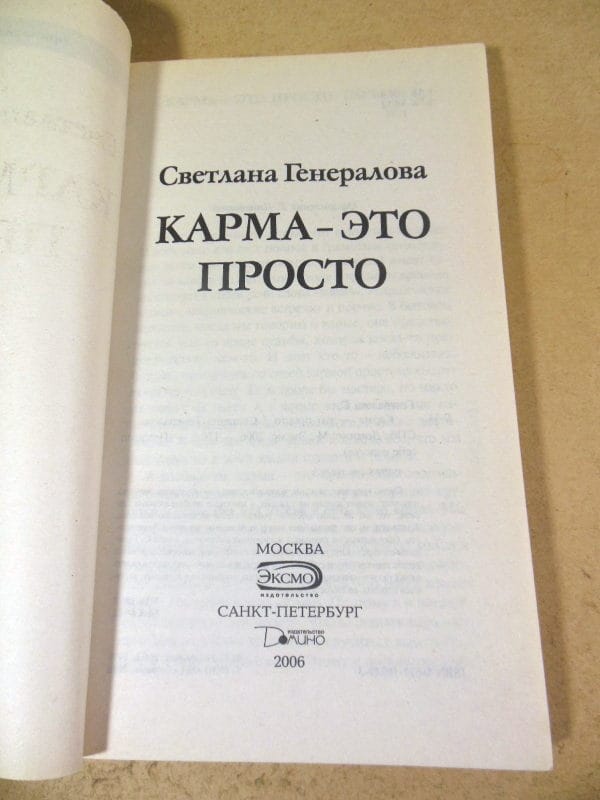 Светлана Генералова
КАРМА – ЭТО
ПРОСТО
МОСКВА
ЭКСМО
ИЗДАТЕЛЬСТВО
САНКТ-ПЕТЕРБУРГ
ИЗДАТЕЛЬСТВО
ДОМИНО
2006